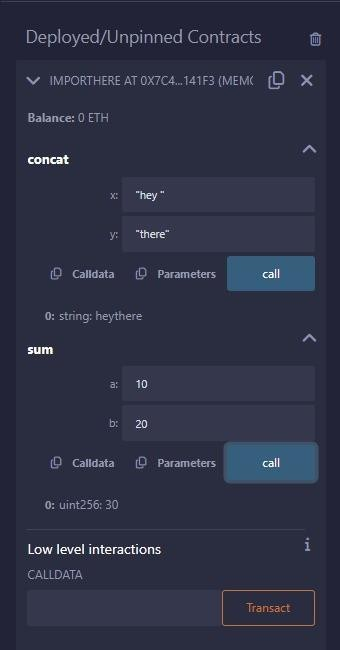 Deployed/Unpinned Contracts
IMPORTHERE AT 0X7C4...141F3 (MEMO
Balance: 0 ETH
concat
x: "hey "
y: "there"
Calldata Parameters call
0: string: heythere
sum
a: 10
b: 20
Calldata Parameters call
0: uint256: 30
Low level interactions i
CALLDATA
Transact